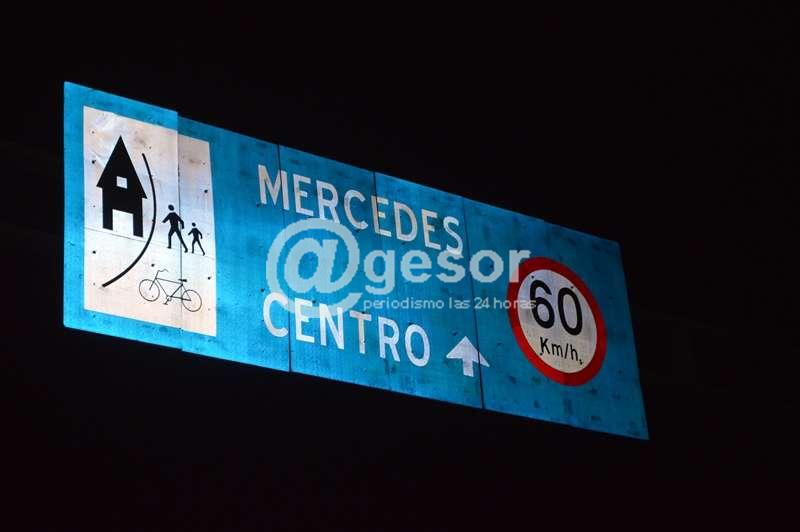 MERCEDES
CENTRO
60
Km/h.
@gesor
periodismo las 24 horas